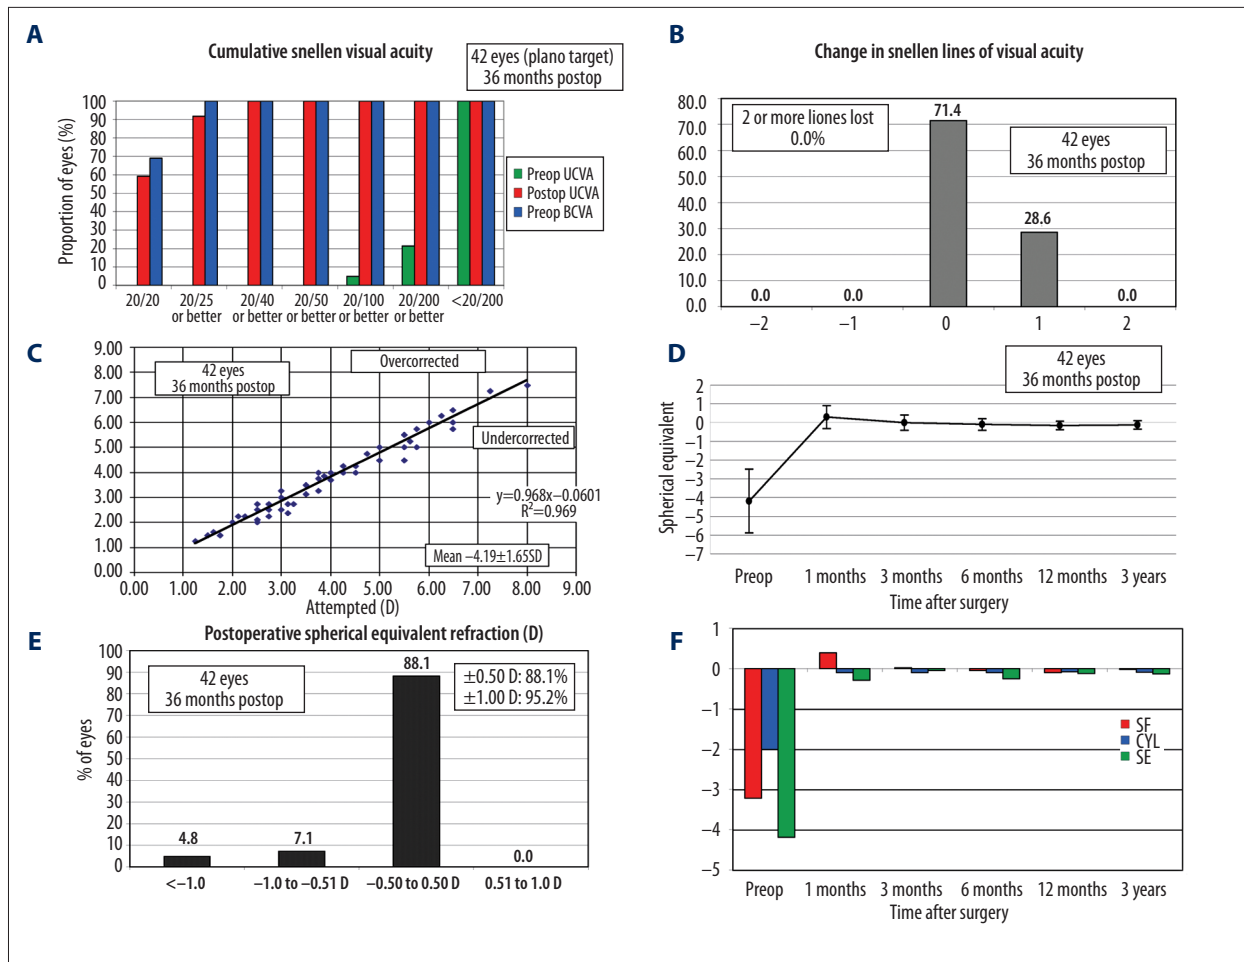 A
Cumulative snellen visual acuity
42 eyes (plano target)
36 months postop
Proportion of eyes (%)
100
90
80
70
60
50
40
30
20
10
0
20/20
20/25
or better
20/40
or better
20/50
or better
20/100
or better
20/200
or better
<20/200
Preop UCVA
Postop UCVA
Preop BCVA
B
Change in snellen lines of visual acuity
80.0
70.0
60.0
50.0
40.0
30.0
20.0
10.0
0.0
2 or more liones lost
0.0%
42 eyes
36 months postop
0.0
0.0
71.4
28.6
0.0
−2
−1
0
1
2
C
9.00
8.00
7.00
6.00
5.00
4.00
3.00
2.00
1.00
0.00
42 eyes
36 months postop
Overcorrected
Undercorrected
y=0.968x−0.0601
R²=0.969
Mean −4.19±1.65SD
0.00
1.00
2.00
3.00
4.00
5.00
6.00
7.00
8.00
9.00
Attempted (D)
D
42 eyes
36 months postop
Spherical equivalent
2
1
0
−1
−2
−3
−4
−5
−6
−7
Preop
1 months
3 months
6 months
12 months
3 years
Time after surgery
E
Postoperative spherical equivalent refraction (D)
% of eyes
100
90
80
70
60
50
40
30
20
10
0
42 eyes
36 months postop
±0.50 D: 88.1%
±1.00 D: 95.2%
4.8
7.1
88.1
0.0
<−1.0
−1.0 to −0.51 D
−0.50 to 0.50 D
0.51 to 1.0 D
F
1
0
−1
−2
−3
−4
−5
SF
CYL
SE
Preop
1 months
3 months
6 months
12 months
3 years
Time after surgery